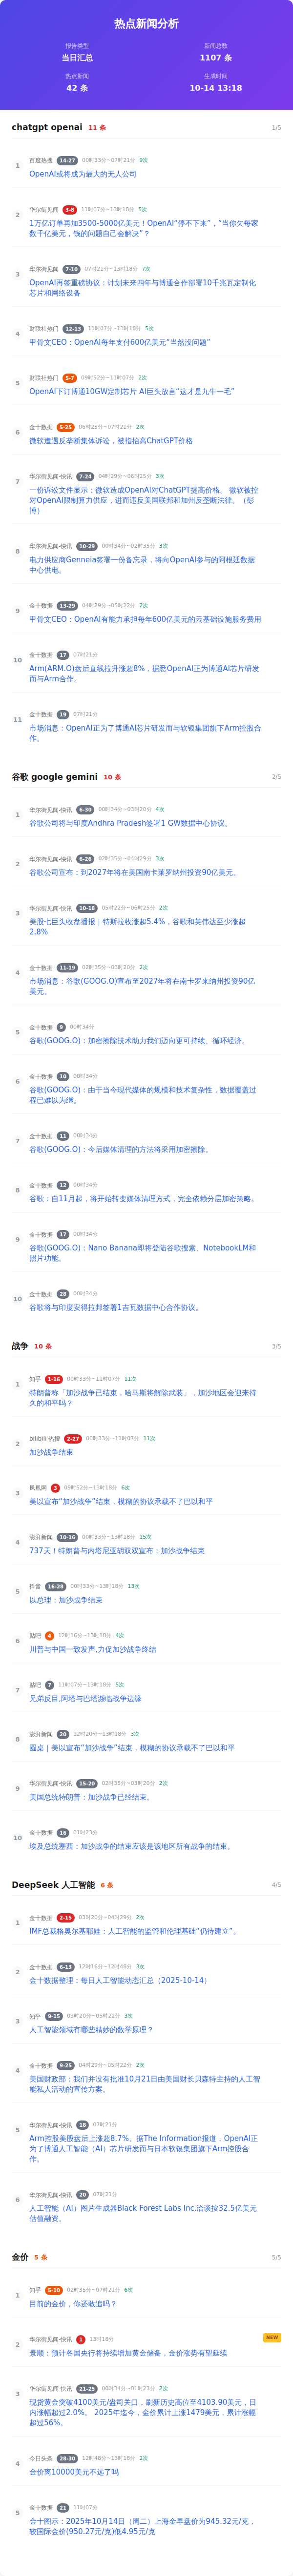 热点新闻分析
报告类型
当日汇总
新闻总数
1107 条
热点新闻
42 条
生成时间
10-14 13:18
chatgpt openai 11 条 1/5
1
百度热搜 14-27 00时33分~07时21分 9次
OpenAI或将成为最大的无人公司
2
华尔街见闻 3-8 11时07分~13时18分 5次
1万亿订单再加3500-5000亿美元！OpenAI“停不下来”，“当你欠每家
数千亿美元，钱的问题自己会解决”？
3
华尔街见闻 7-10 07时21分~13时18分 7次
OpenAI再签重磅协议：计划未来四年与博通合作部署10千兆瓦定制化
芯片和网络设备
4
财联社热门 12-13 11时07分~13时18分 5次
甲骨文CEO：OpenAI每年支付600亿美元“当然没问题”
5
财联社热门 5-7 09时52分~11时07分 2次
OpenAI下订博通10GW定制芯片 AI巨头放言“这才是九牛一毛”
6
金十数据 5-25 06时25分~07时21分 2次
微软遭遇反垄断集体诉讼，被指抬高ChatGPT价格
7
华尔街见闻-快讯 7-24 04时29分~06时25分 3次
一份诉讼文件显示：微软造成OpenAI对ChatGPT提高价格。 微软被控
对OpenAI限制算力供应，进而违反美国联邦和加州反垄断法律。（彭
博）
8
华尔街见闻-快讯 10-29 00时34分~02时35分 3次
电力供应商Genneia签署一份备忘录，将向OpenAI参与的阿根廷数据
中心供电。
9
金十数据 13-29 04时29分~05时22分 2次
甲骨文CEO：OpenAI有能力承担每年600亿美元的云基础设施服务费用
10
金十数据 17 07时21分
Arm(ARM.O)盘后直线拉升涨超8%，据悉OpenAI正为博通AI芯片研发
而与Arm合作。
11
金十数据 19 07时21分
市场消息：OpenAI正为了博通AI芯片研发而与软银集团旗下Arm控股合
作。
谷歌 google gemini 10 条 2/5
1
华尔街见闻-快讯 6-30 00时34分~03时20分 4次
谷歌公司将与印度Andhra Pradesh签署1 GW数据中心协议。
2
华尔街见闻-快讯 6-26 02时35分~04时29分 3次
谷歌公司宣布：到2027年将在美国南卡莱罗纳州投资90亿美元。
3
华尔街见闻-快讯 10-18 05时22分~06时25分 2次
美股七巨头收盘播报｜特斯拉收涨超5.4%，谷歌和英伟达至少涨超
2.8%
4
金十数据 11-19 02时35分~03时20分 2次
市场消息：谷歌(GOOG.O)宣布至2027年将在南卡罗来纳州投资90亿
美元。
5
金十数据 9 00时34分
谷歌(GOOG.O)：加密擦除技术助力我们迈向更可持续、循环经济。
6
金十数据 10 00时34分
谷歌(GOOG.O)：由于当今现代媒体的规模和技术复杂性，数据覆盖过
程已难以为继。
7
金十数据 11 00时34分
谷歌(GOOG.O)：今后媒体清理的方法将采用加密擦除。
8
金十数据 12 00时34分
谷歌：自11月起，将开始转变媒体清理方式，完全依赖分层加密策略。
9
金十数据 17 00时34分
谷歌(GOOG.O)：Nano Banana即将登陆谷歌搜索、NotebookLM和
照片功能。
10
金十数据 28 00时34分
谷歌将与印度安得拉邦签署1吉瓦数据中心合作协议。
战争 10 条 3/5
1
知乎 1-16 00时33分~11时07分 11次
特朗普称「加沙战争已结束，哈马斯将解除武装」，加沙地区会迎来持
久的和平吗？
2
bilibili 热搜 2-27 00时33分~11时07分 11次
加沙战争结束
3
凤凰网 3 09时52分~13时18分 6次
美以宣布“加沙战争”结束，模糊的协议承载不了巴以和平
4
澎湃新闻 10-16 00时33分~13时18分 15次
737天！特朗普与内塔尼亚胡双双宣布：加沙战争结束
5
抖音 16-28 00时33分~13时18分 13次
以总理：加沙战争结束
6
贴吧 4 12时16分~13时18分 4次
川普与中国一致发声,力促加沙战争终结
7
贴吧 7 11时07分~13时18分 5次
兄弟反目,阿塔与巴塔濒临战争边缘
8
澎湃新闻 20 12时20分~13时18分 3次
圆桌｜美以宣布“加沙战争”结束，模糊的协议承载不了巴以和平
9
华尔街见闻-快讯 15-20 02时35分~03时20分 2次
美国总统特朗普：加沙战争已经结束。
10
金十数据 16 01时23分
埃及总统塞西：加沙战争的结束应该是该地区所有战争的结束。
DeepSeek 人工智能 6 条 4/5
1
金十数据 2-15 03时20分~04时29分 2次
IMF总裁格奥尔基耶娃：人工智能的监管和伦理基础“仍待建立”。
2
金十数据 6-13 12时16分~12时48分 3次
金十数据整理：每日人工智能动态汇总（2025-10-14）
3
知乎 9-15 03时20分~05时22分 3次
人工智能领域有哪些精妙的数学原理？
4
金十数据 9-25 04时29分~05时22分 2次
美国财政部：我们并没有批准10月21日由美国财长贝森特主持的人工智
能私人活动的宣传方案。
5
华尔街见闻-快讯 18 07时21分
Arm控股美股盘后上涨超8.7%。据The Information报道，OpenAI正
为了博通人工智能（AI）芯片研发而与日本软银集团旗下Arm控股合
作。
6
华尔街见闻-快讯 20 07时21分
人工智能（AI）图片生成器Black Forest Labs Inc.洽谈按32.5亿美元
估值融资。
金价 5 条 5/5
1
知乎 5-10 02时35分~07时21分 6次
目前的金价，你还敢追吗？
NEW
2
华尔街见闻-快讯 1 13时18分
景顺：预计各国央行将持续增加黄金储备，金价涨势有望延续
3
华尔街见闻-快讯 21-25 00时34分~01时21分 2次
现货黄金突破4100美元/盎司关口，刷新历史高位至4103.90美元，日
内涨幅超过2.0%。 2025年迄今，金价累计上涨1479美元，累计涨幅
超过56%。
4
今日头条 28-30 12时48分~13时18分 2次
金价离10000美元不远了吗
5
金十数据 21 11时07分
金十图示：2025年10月14日（周二）上海金早盘价为945.32元/克，
较国际金价(950.27元/克)低4.95元/克